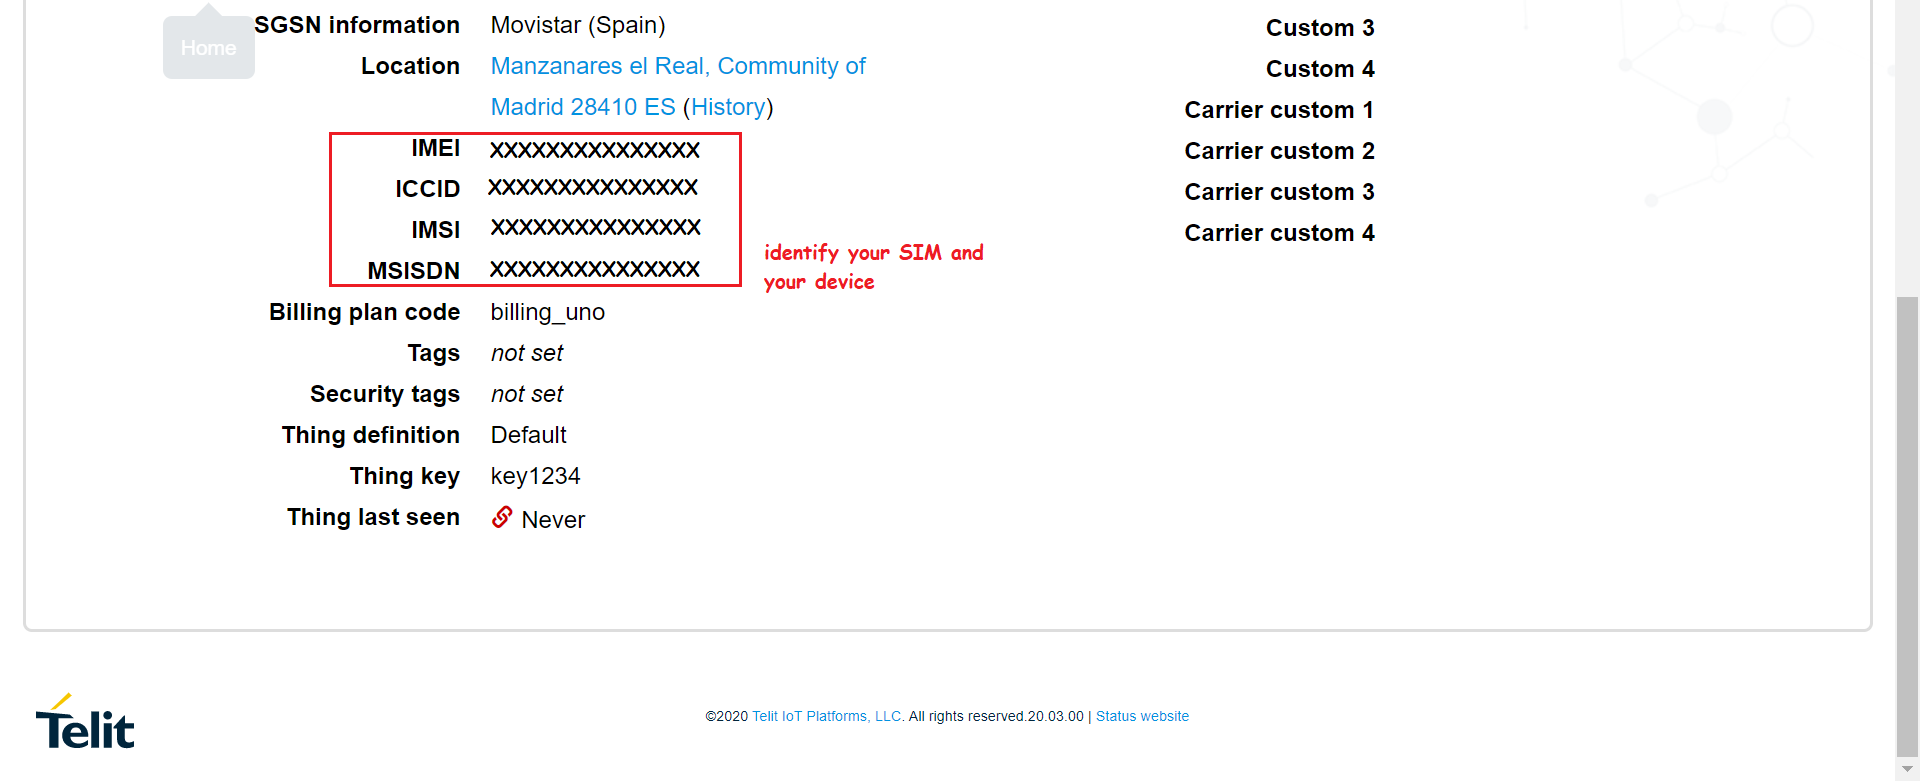 Home
SGSN information Movistar (Spain)
Location Manzanares el Real, Community of
Madrid 28410 ES (History)
IMEI XXXXXXXXXXXXXXX
ICCID XXXXXXXXXXXXXXX
IMSI XXXXXXXXXXXXXXX
MSISDN XXXXXXXXXXXXXXX
identify your SIM and
your device
Billing plan code billing_uno
Tags not set
Security tags not set
Thing definition Default
Thing key key1234
Thing last seen Never
Custom 3
Custom 4
Carrier custom 1
Carrier custom 2
Carrier custom 3
Carrier custom 4
Telit
©2020 Telit IoT Platforms, LLC. All rights reserved.20.03.00 | Status website